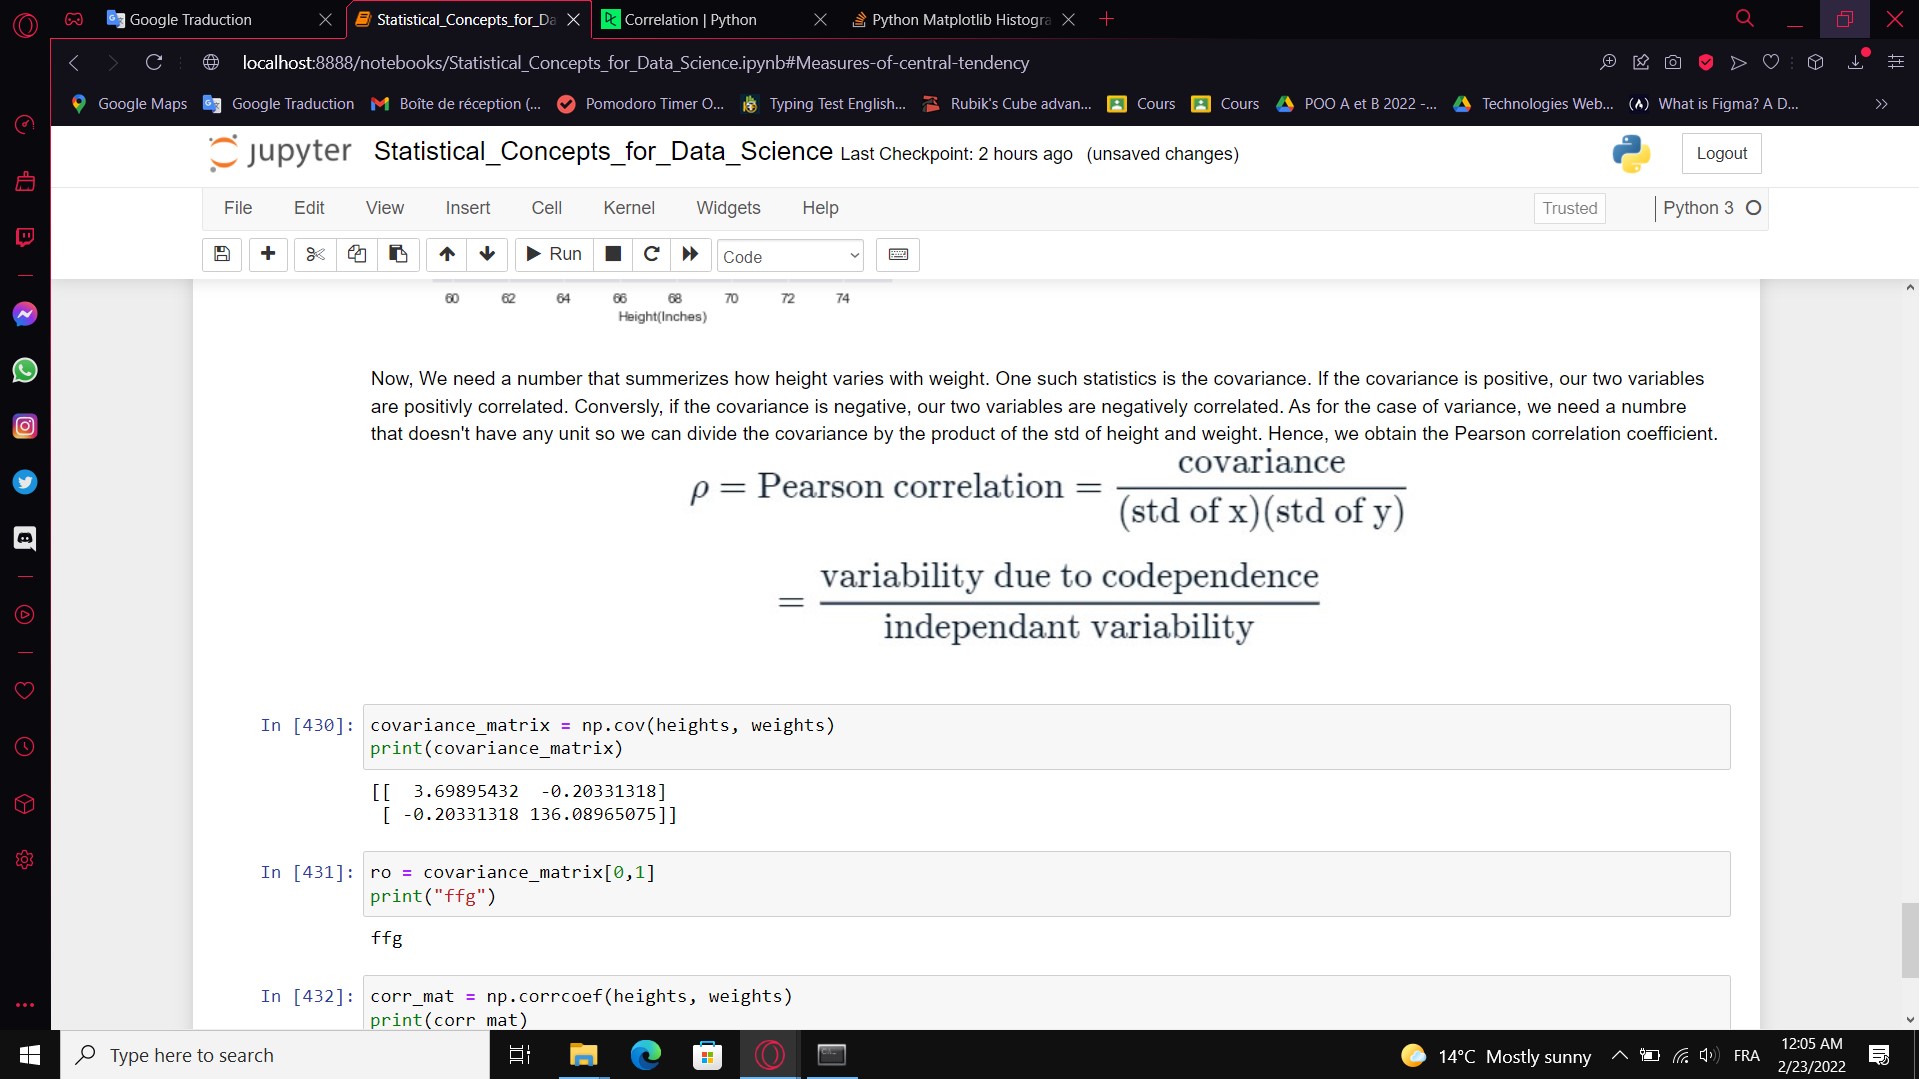 Google Traduction
Statistical_Concepts_for_Da
Correlation | Python
Python Matplotlib Histogra
localhost:8888/notebooks/Statistical_Concepts_for_Data_Science.ipynb#Measures-of-central-tendency
Google Maps Google Traduction Boîte de réception (... Pomodoro Timer O... Typing Test English... Rubik's Cube advan... Cours Cours POO A et B 2022 -... Technologies Web... What is Figma? A D...
jupyter Statistical_Concepts_for_Data_Science Last Checkpoint: 2 hours ago (unsaved changes) Logout
File Edit View Insert Cell Kernel Widgets Help Trusted Python 3
Run Code
60 62 64 66 68 70 72 74
Height(Inches)
Now, We need a number that summerizes how height varies with weight. One such statistics is the covariance. If the covariance is positive, our two variables
are positivly correlated. Conversly, if the covariance is negative, our two variables are negatively correlated. As for the case of variance, we need a numbre
that doesn't have any unit so we can divide the covariance by the product of the std of height and weight. Hence, we obtain the Pearson correlation coefficient.
covariance
ρ = Pearson correlation =
(std of x)(std of y)
variability due to codependence
=
independant variability
In [430]: covariance_matrix = np.cov(heights, weights)
print(covariance_matrix)
[[ 3.69895432 -0.20331318]
[ -0.20331318 136.08965075]]
In [431]: ro = covariance_matrix[0,1]
print("ffg")
ffg
In [432]: corr_mat = np.corrcoef(heights, weights)
print(corr_mat)
Type here to search
14°C Mostly sunny
FRA
12:05 AM
2/23/2022